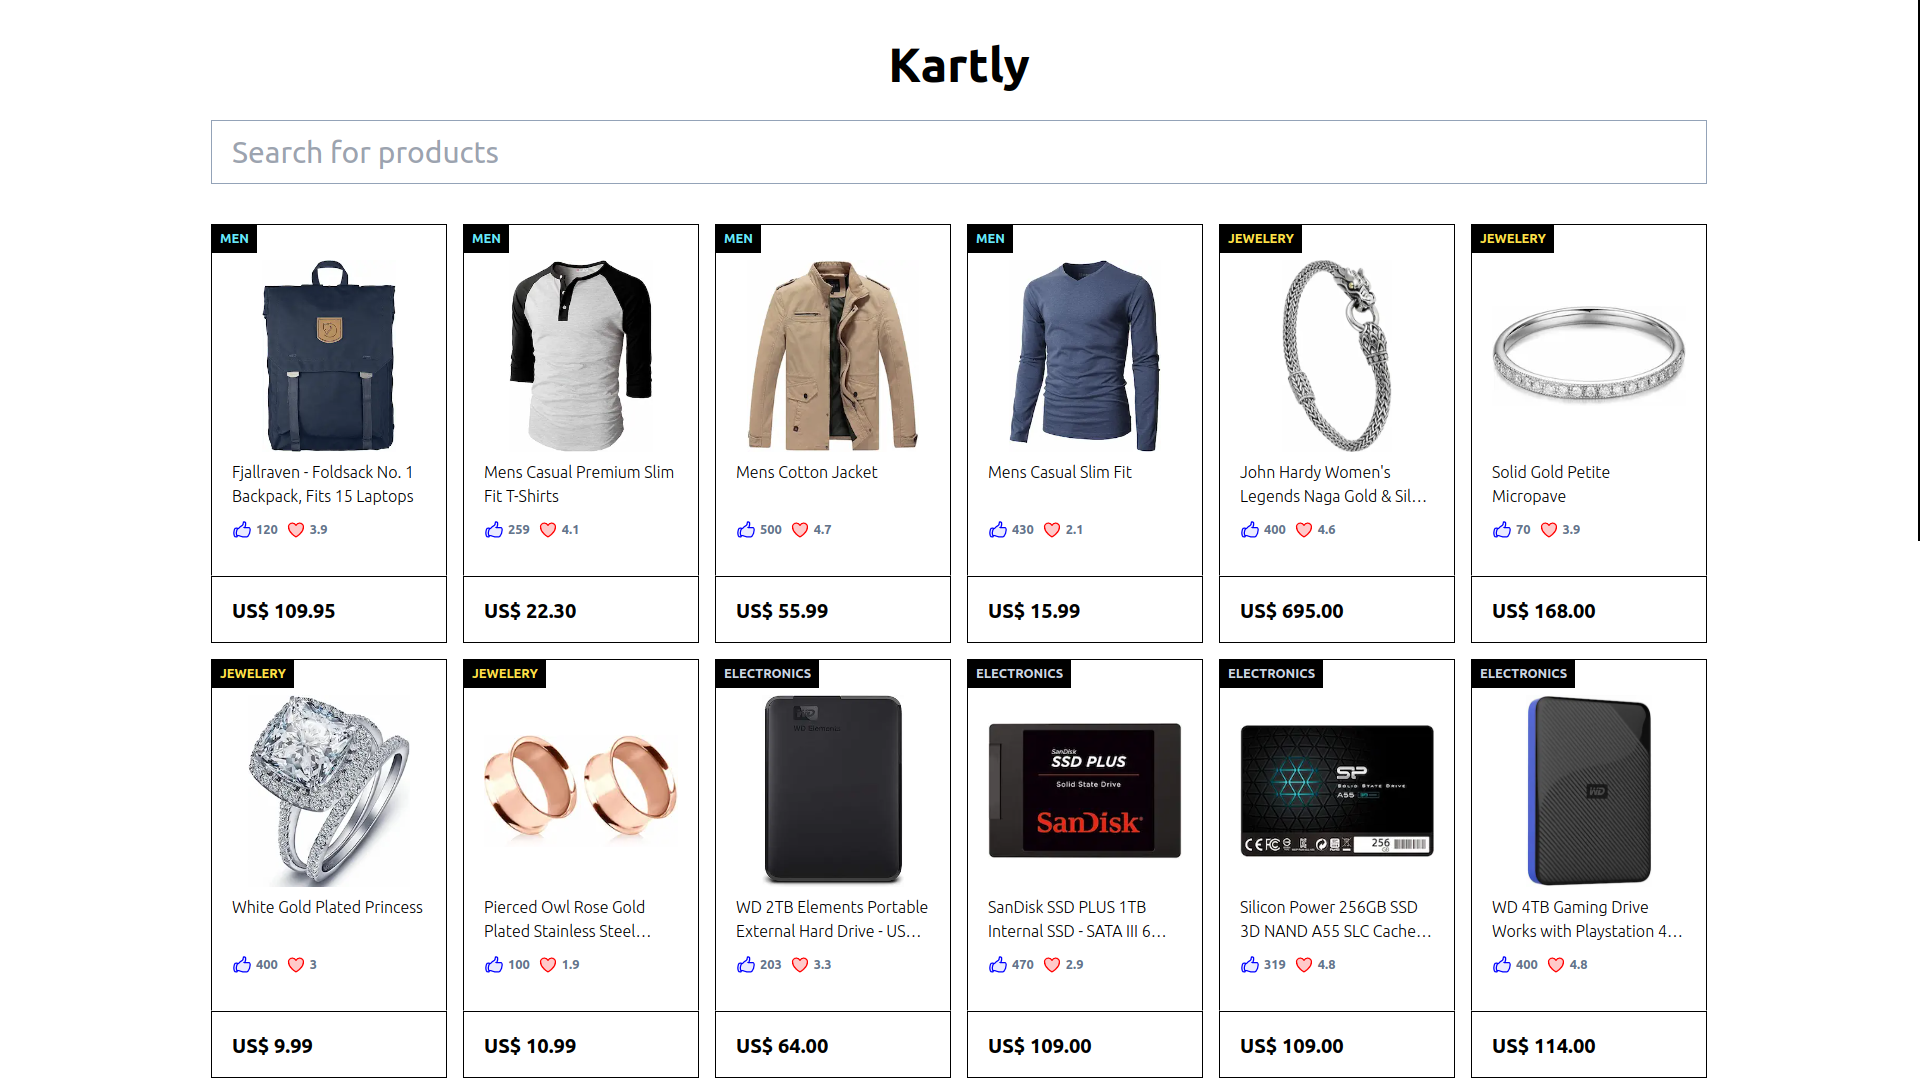 Kartly
Search for products
MEN
Fjallraven - Foldsack No. 1
Backpack, Fits 15 Laptops
120 3.9
US$ 109.95
MEN
Mens Casual Premium Slim
Fit T-Shirts
259 4.1
US$ 22.30
MEN
Mens Cotton Jacket
500 4.7
US$ 55.99
MEN
Mens Casual Slim Fit
430 2.1
US$ 15.99
JEWELERY
John Hardy Women's
Legends Naga Gold & Sil...
400 4.6
US$ 695.00
JEWELERY
Solid Gold Petite
Micropave
70 3.9
US$ 168.00
JEWELERY
White Gold Plated Princess
400 3
US$ 9.99
JEWELERY
Pierced Owl Rose Gold
Plated Stainless Steel...
100 1.9
US$ 10.99
ELECTRONICS
WD
WD Elements
WD 2TB Elements Portable
External Hard Drive - US...
203 3.3
US$ 64.00
ELECTRONICS
SanDisk
SSD PLUS
Solid State Drive
SanDisk
SanDisk SSD PLUS 1TB
Internal SSD - SATA III 6...
470 2.9
US$ 109.00
ELECTRONICS
SP
SOLID STATE DRIVE
A55
256
Silicon Power 256GB SSD
3D NAND A55 SLC Cache...
319 4.8
US$ 109.00
ELECTRONICS
WD
WD 4TB Gaming Drive
Works with Playstation 4...
400 4.8
US$ 114.00